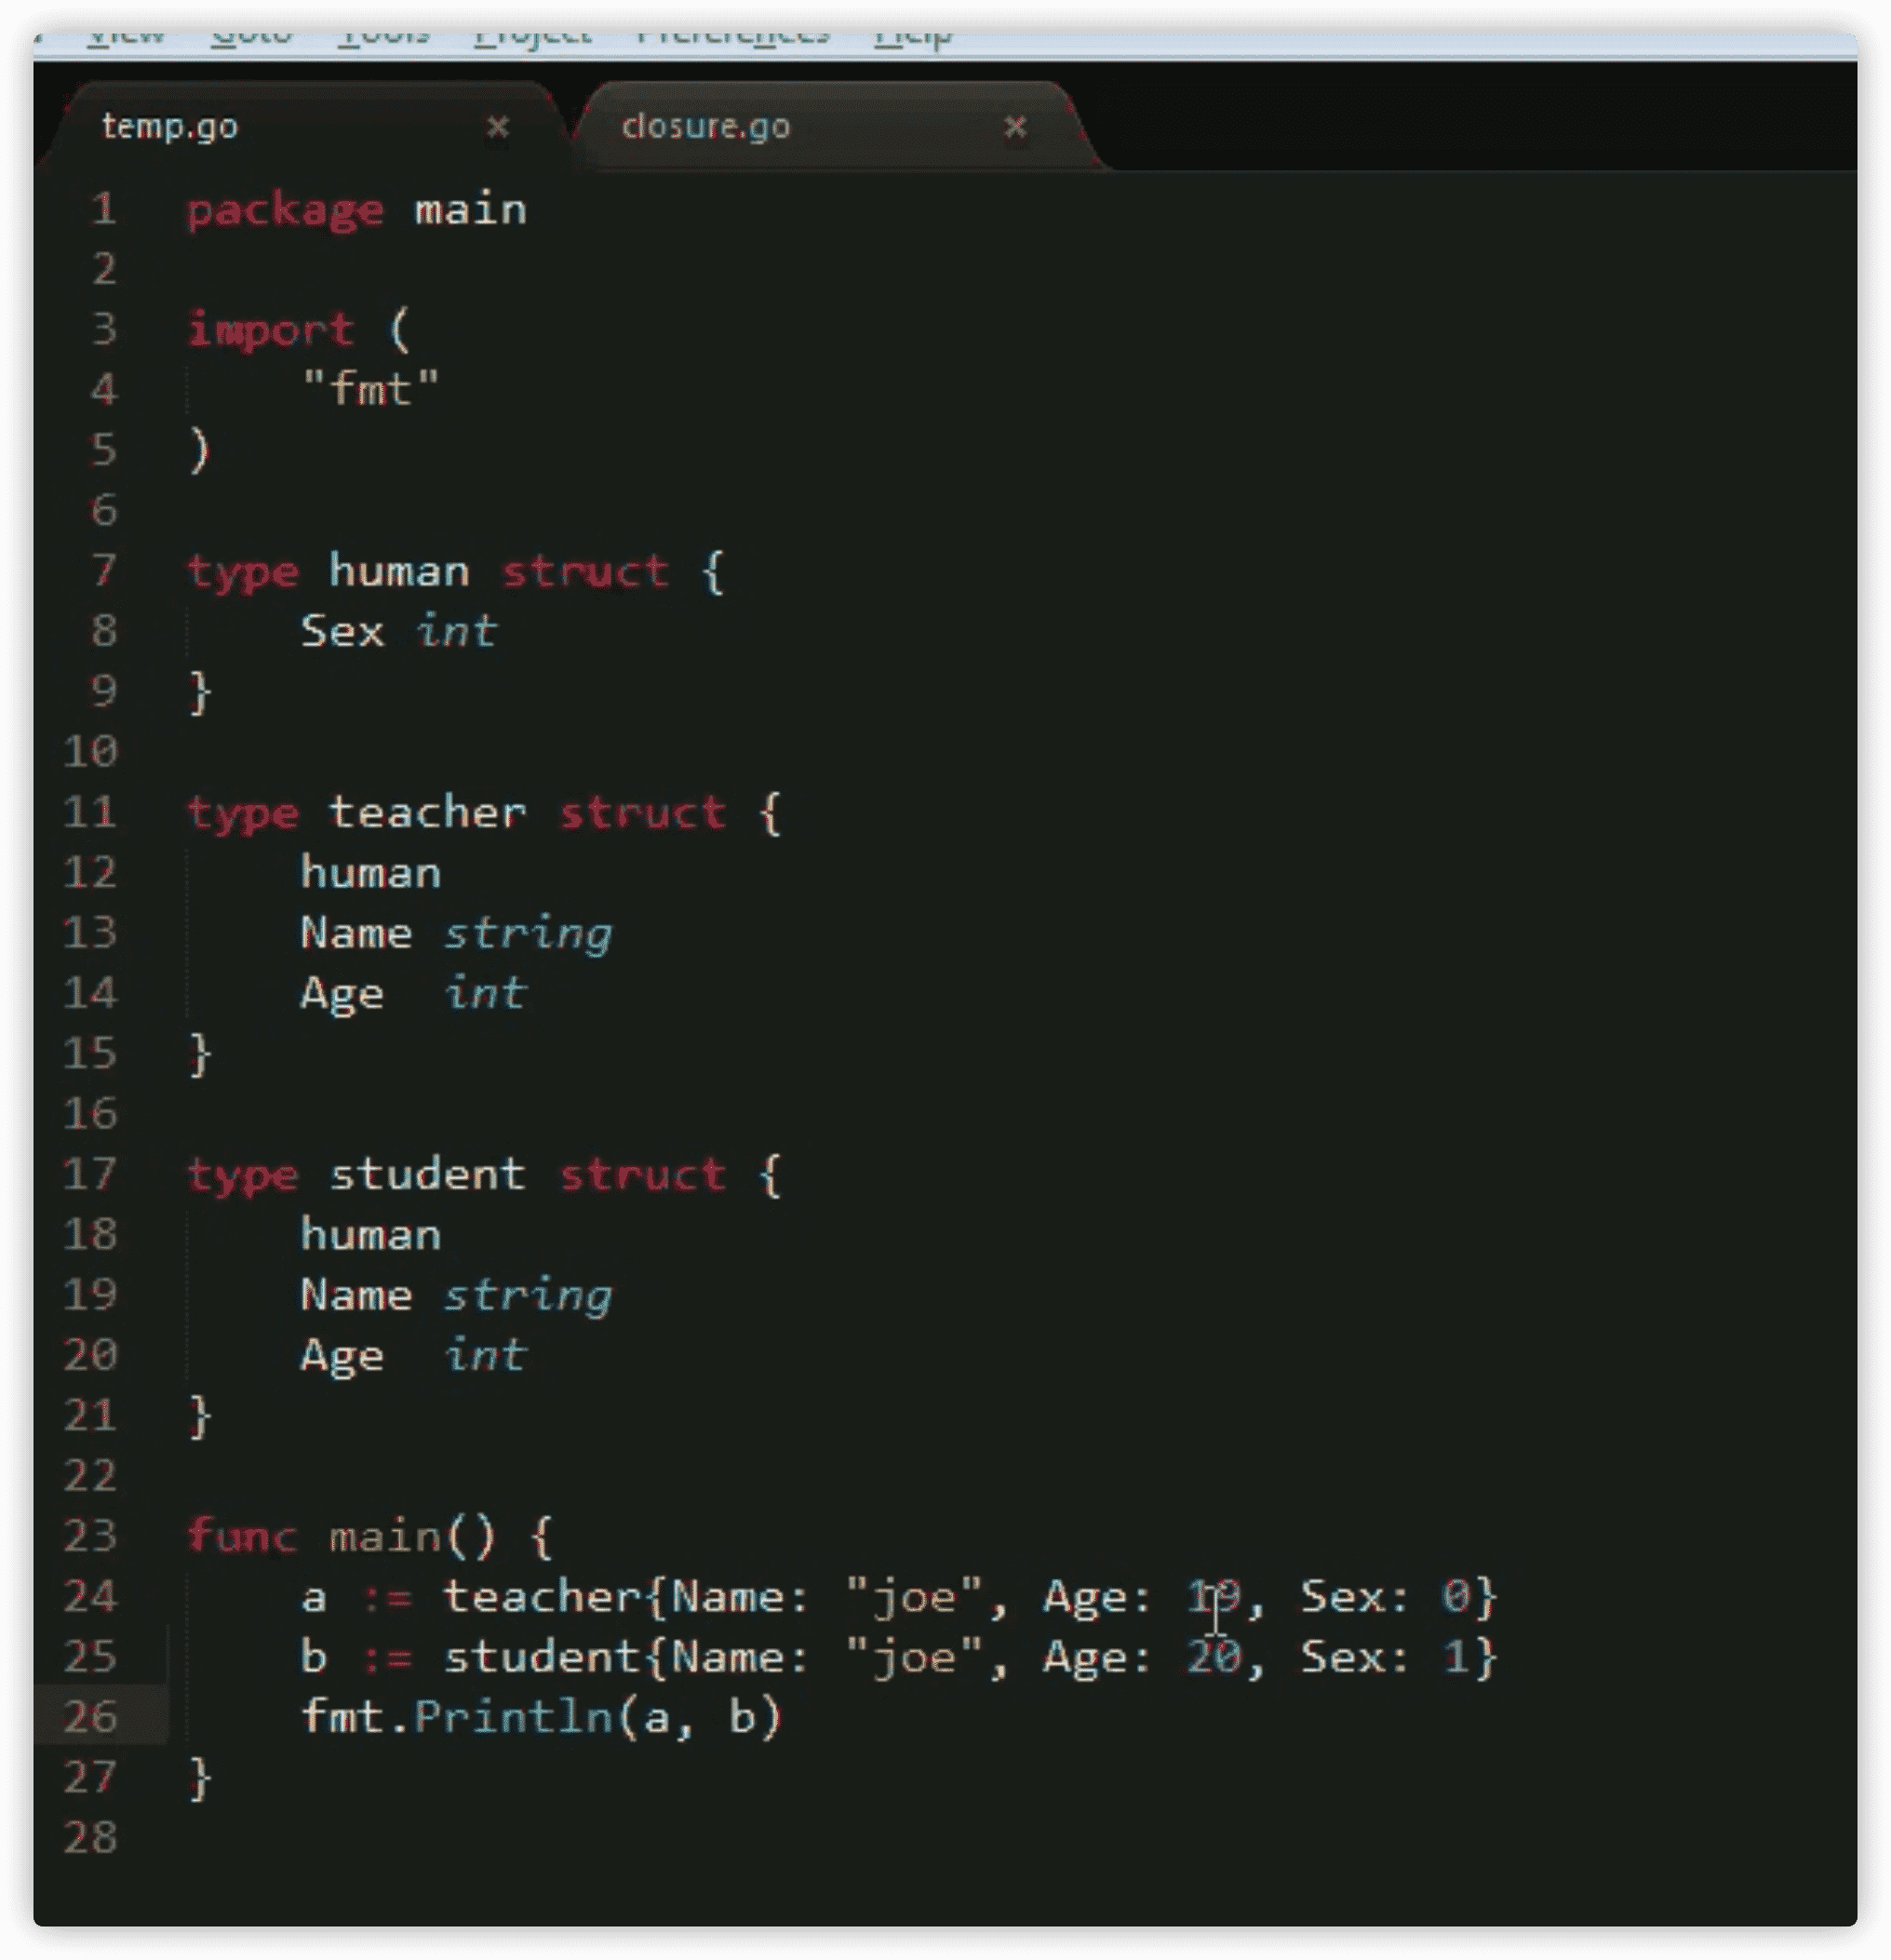 View Goto Tools Project Preferences Help
temp.go × closure.go ×
1 package main
2
3 import (
4     "fmt"
5 )
6
7 type human struct {
8     Sex int
9 }
10
11 type teacher struct {
12     human
13     Name string
14     Age  int
15 }
16
17 type student struct {
18     human
19     Name string
20     Age  int
21 }
22
23 func main() {
24     a := teacher{Name: "joe", Age: 19, Sex: 0}
25     b := student{Name: "joe", Age: 20, Sex: 1}
26     fmt.Println(a, b)
27 }
28